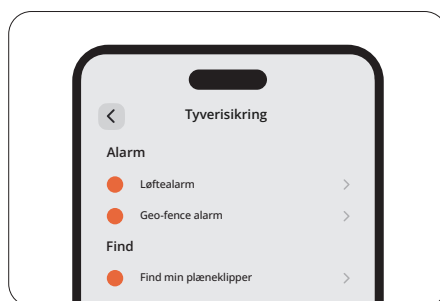 Tyverisikring
Alarm
Løftealarm
Geo-fence alarm
Find
Find min plæneklipper